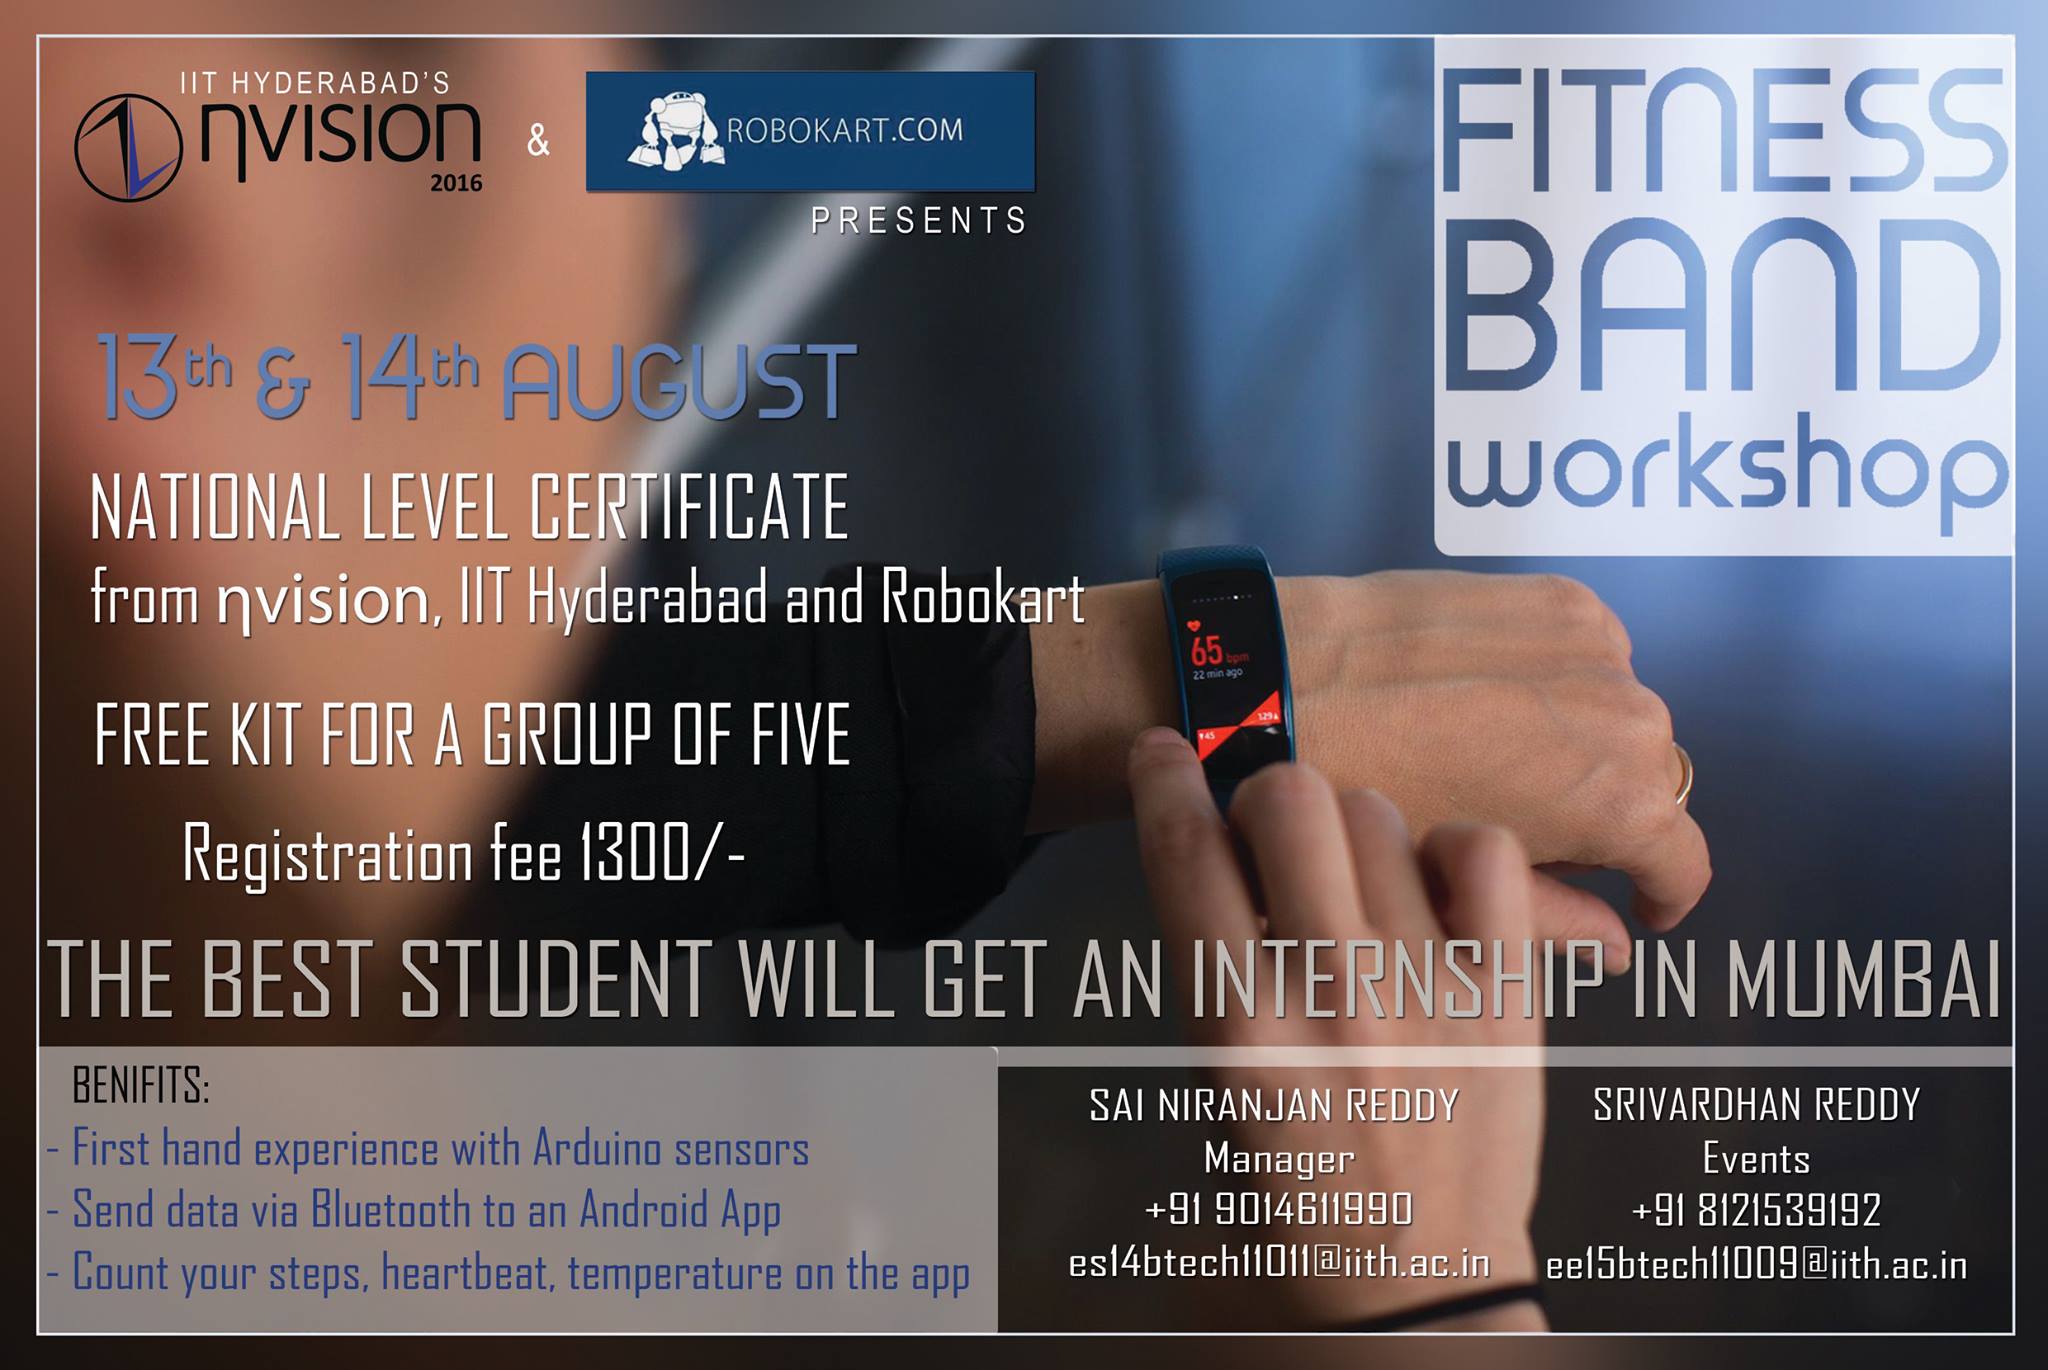 IIT HYDERABAD'S
ηVISION
2016
&
ROBOKART.COM
PRESENTS
FITNESS
BAND
workshop
13th & 14th AUGUST
NATIONAL LEVEL CERTIFICATE
from ηvision, IIT Hyderabad and Robokart
FREE KIT FOR A GROUP OF FIVE
Registration fee 1300/-
65 bpm
22 min ago
129
45
THE BEST STUDENT WILL GET AN INTERNSHIP IN MUMBAI
BENIFITS:
- First hand experience with Arduino sensors
- Send data via Bluetooth to an Android App
- Count your steps, heartbeat, temperature on the app
SAI NIRANJAN REDDY
Manager
+91 9014611990
es14btech11011@iith.ac.in
SRIVARDHAN REDDY
Events
+91 8121539192
ee15btech11009@iith.ac.in